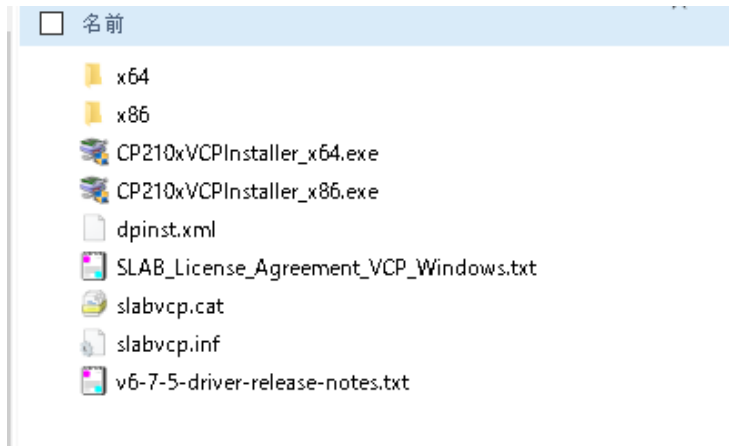 名前
x64
x86
CP210xVCPInstaller_x64.exe
CP210xVCPInstaller_x86.exe
dpinst.xml
SLAB_License_Agreement_VCP_Windows.txt
slabvcp.cat
slabvcp.inf
v6-7-5-driver-release-notes.txt